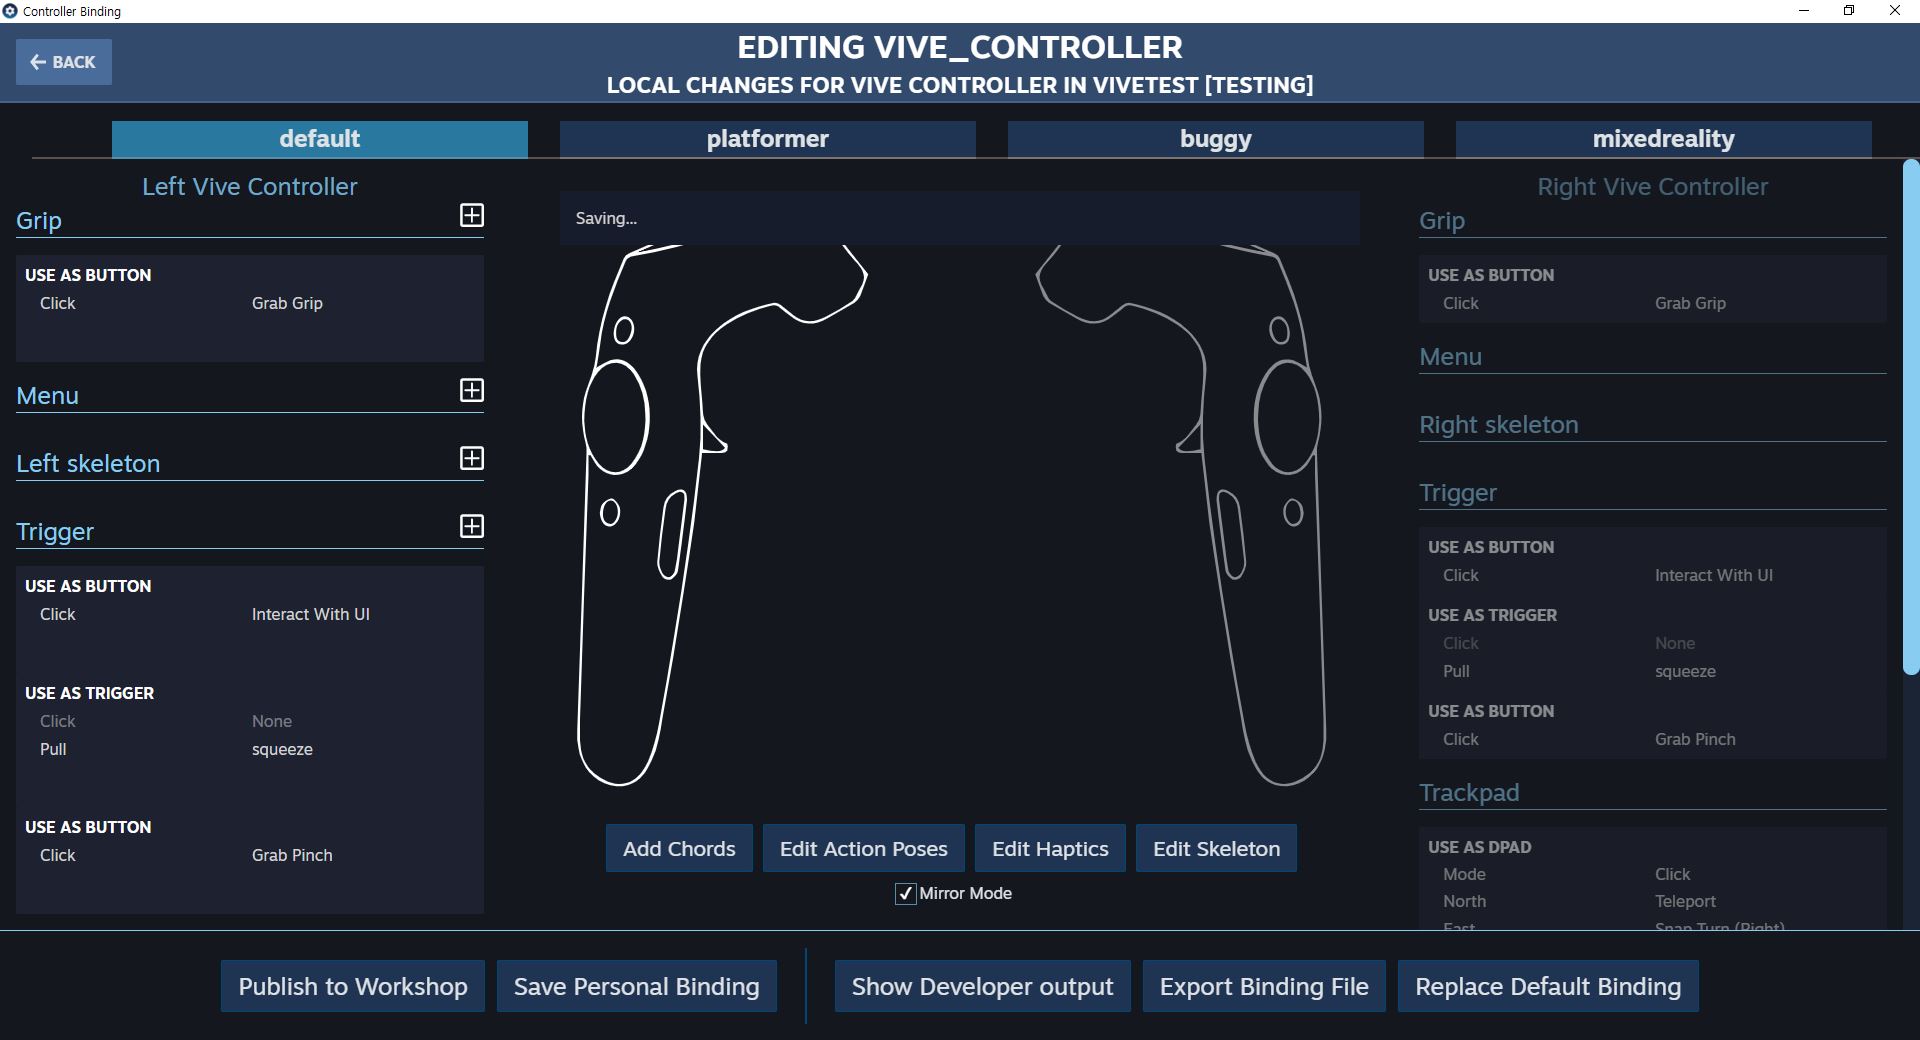 Controller Binding
BACK
EDITING VIVE_CONTROLLER
LOCAL CHANGES FOR VIVE CONTROLLER IN VIVETEST [TESTING]
default
platformer
buggy
mixedreality
Left Vive Controller
Grip
USE AS BUTTON
Click Grab Grip
Menu
Left skeleton
Trigger
USE AS BUTTON
Click Interact With UI
USE AS TRIGGER
Click None
Pull squeeze
USE AS BUTTON
Click Grab Pinch
Saving...
Add Chords
Edit Action Poses
Edit Haptics
Edit Skeleton
Mirror Mode
Right Vive Controller
Grip
USE AS BUTTON
Click Grab Grip
Menu
Right skeleton
Trigger
USE AS BUTTON
Click Interact With UI
USE AS TRIGGER
Click None
Pull squeeze
USE AS BUTTON
Click Grab Pinch
Trackpad
USE AS DPAD
Mode Click
North Teleport
East Snap Turn (Right)
Publish to Workshop
Save Personal Binding
Show Developer output
Export Binding File
Replace Default Binding